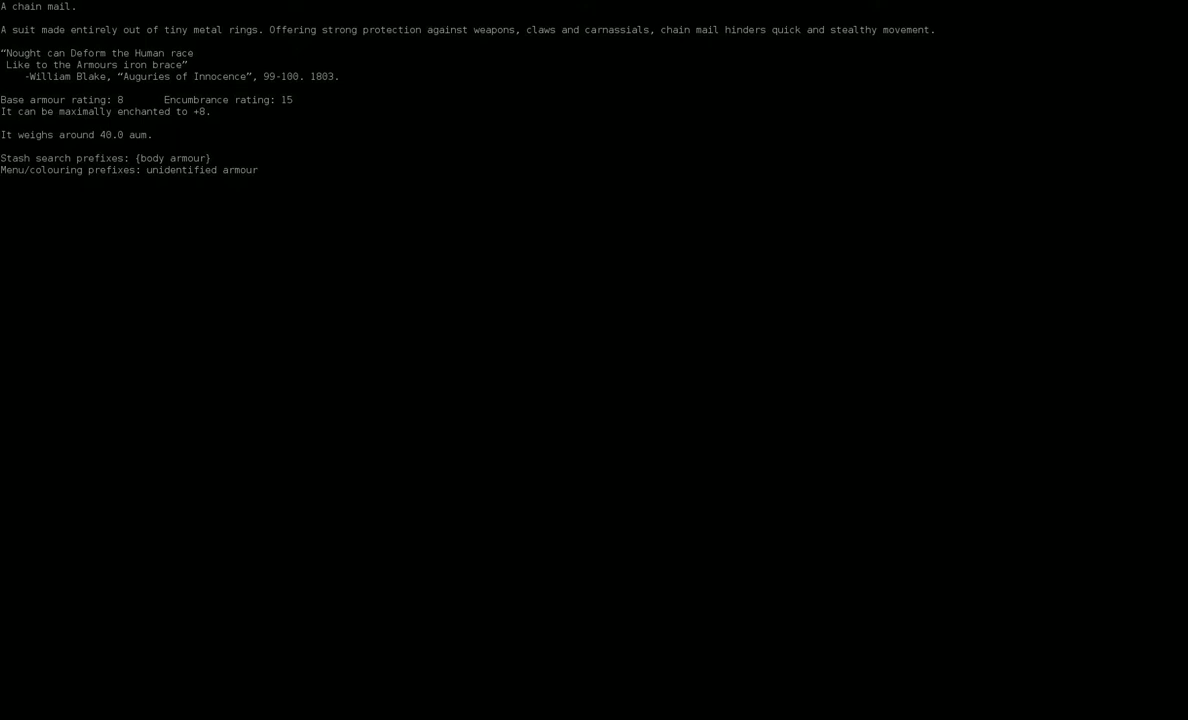 A chain mail.
A suit made entirely out of tiny metal rings. Offering strong protection against weapons, claws and carnassials, chain mail hinders quick and stealthy movement.
“Nought can Deform the Human race
Like to the Armours iron brace”
-William Blake, “Auguries of Innocence”, 99-100. 1803.
Base armour rating: 8 Encumbrance rating: 15
It can be maximally enchanted to +8.
It weighs around 40.0 aum.
Stash search prefixes: {body armour}
Menu/colouring prefixes: unidentified armour